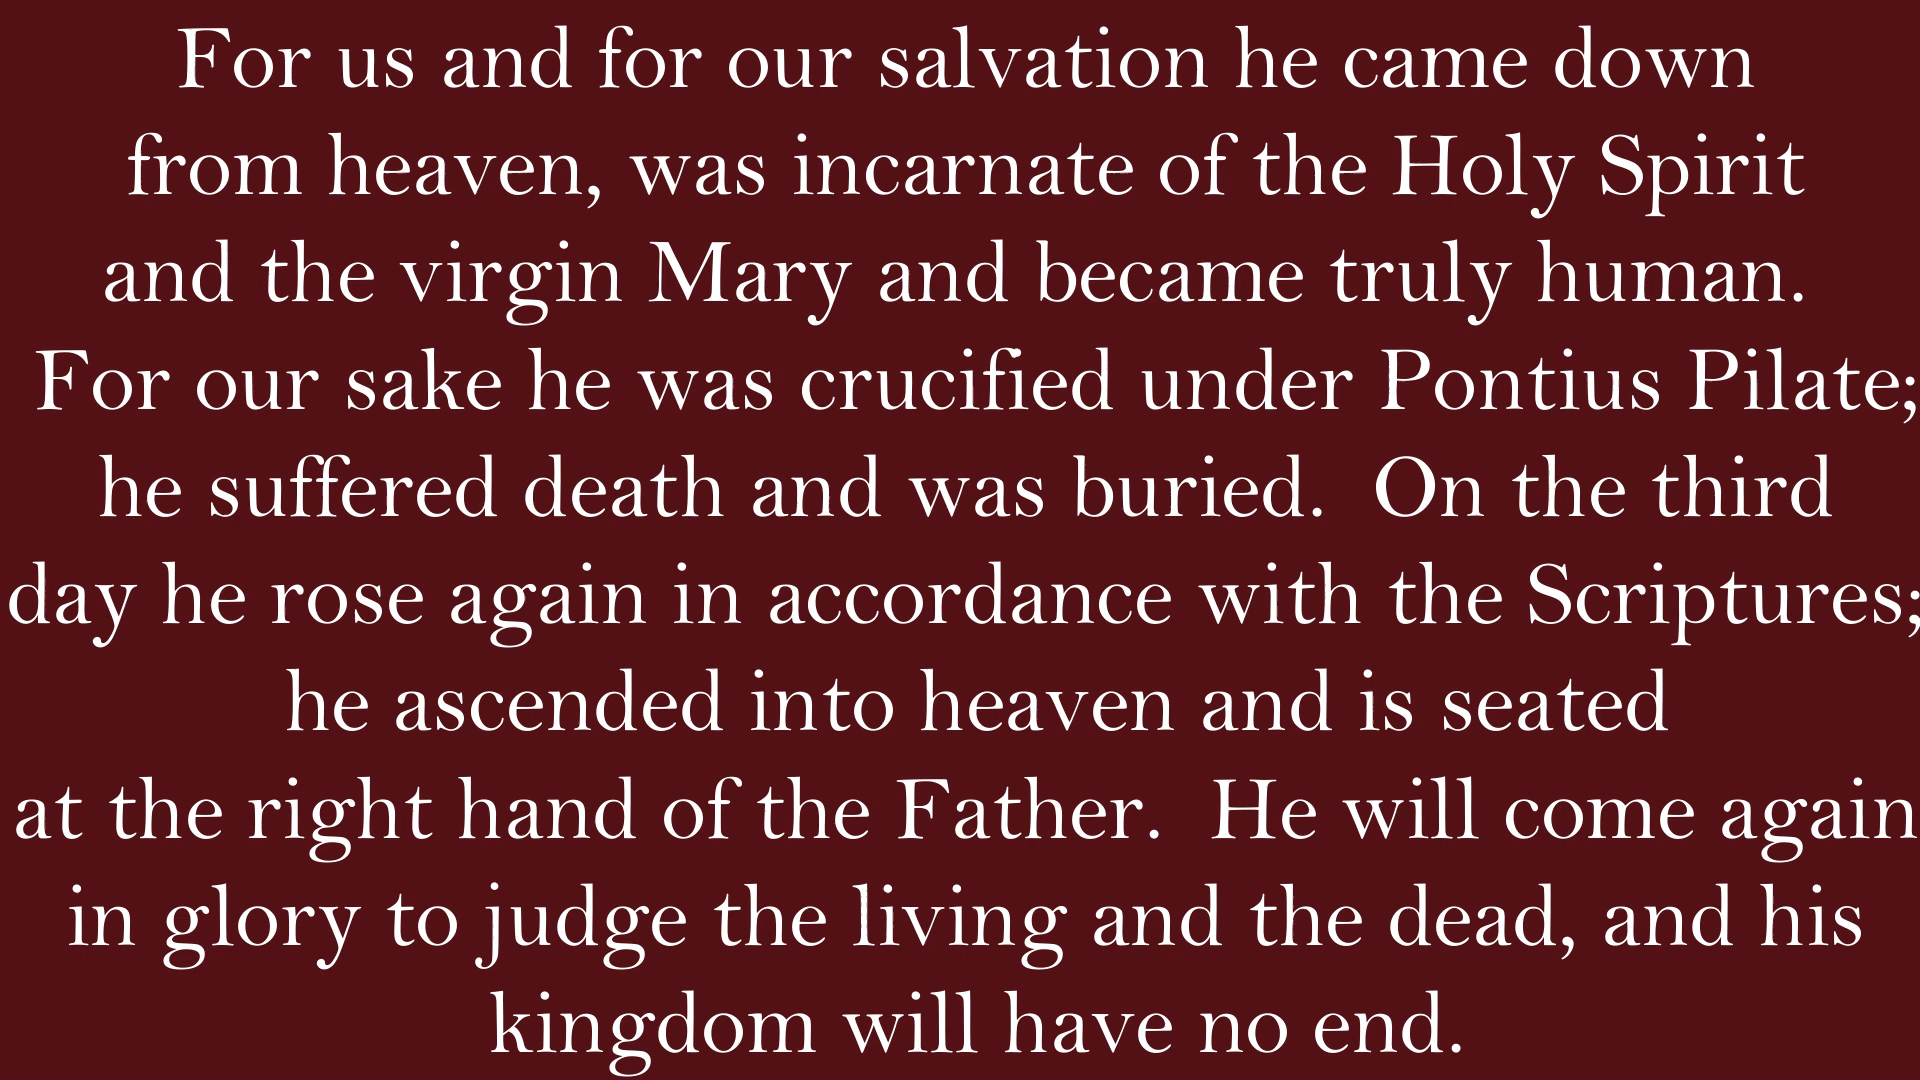 For us and for our salvation he came down
from heaven, was incarnate of the Holy Spirit
and the virgin Mary and became truly human.
For our sake he was crucified under Pontius Pilate;
he suffered death and was buried.  On the third
day he rose again in accordance with the Scriptures;
he ascended into heaven and is seated
at the right hand of the Father.  He will come again
in glory to judge the living and the dead, and his
kingdom will have no end.